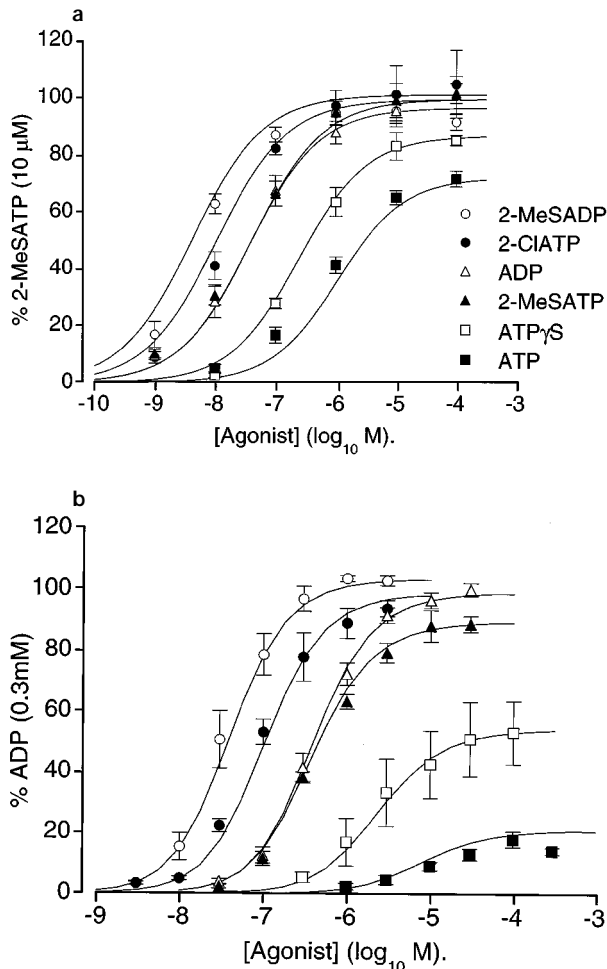 a
120
100
80
60
40
20
0
% 2-MeSATP (10 µM)
2-MeSADP
2-ClATP
ADP
2-MeSATP
ATPγS
ATP
-10 -9 -8 -7 -6 -5 -4 -3
[Agonist] (log10 M).
b
120
100
80
60
40
20
0
% ADP (0.3mM)
-9 -8 -7 -6 -5 -4 -3
[Agonist] (log10 M).